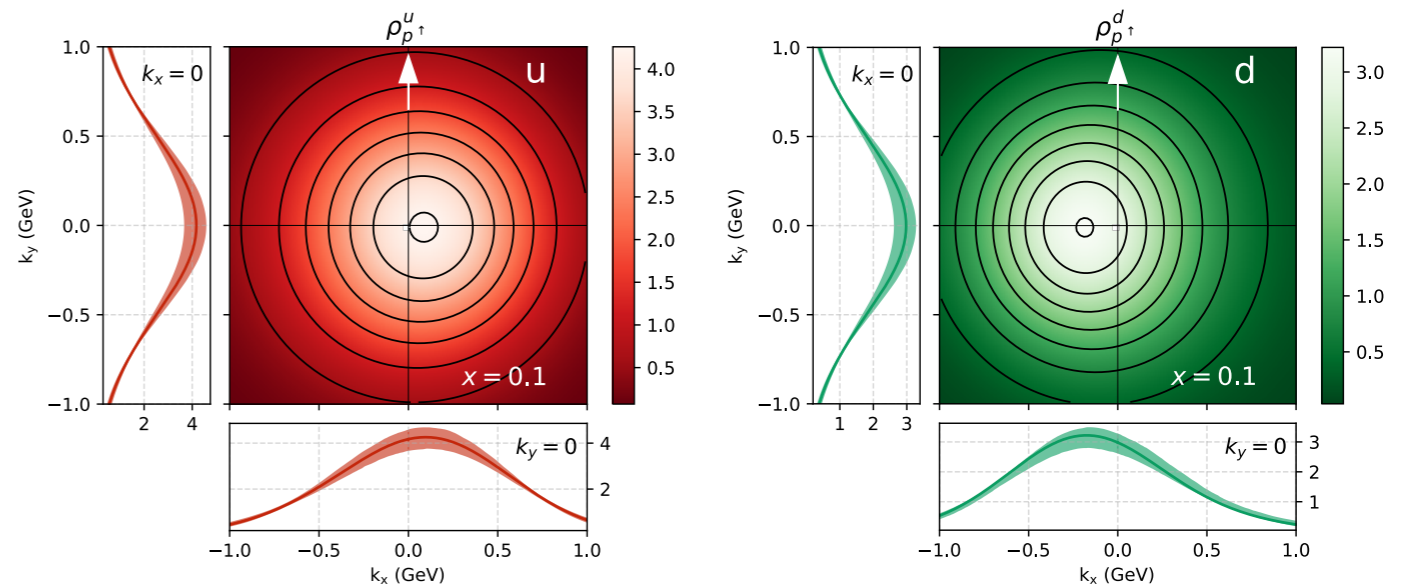 ρ^u_{p↑}
1.0
0.5
0.0
−0.5
−1.0
k_y (GeV)
k_x = 0
2 4
u
x = 0.1
4.0
3.5
3.0
2.5
2.0
1.5
1.0
0.5
k_y = 0
4
2
−1.0 −0.5 0.0 0.5 1.0
k_x (GeV)
ρ^d_{p↑}
1.0
0.5
0.0
−0.5
−1.0
k_y (GeV)
k_x = 0
1 2 3
d
x = 0.1
3.0
2.5
2.0
1.5
1.0
0.5
k_y = 0
3
2
1
−1.0 −0.5 0.0 0.5 1.0
k_x (GeV)